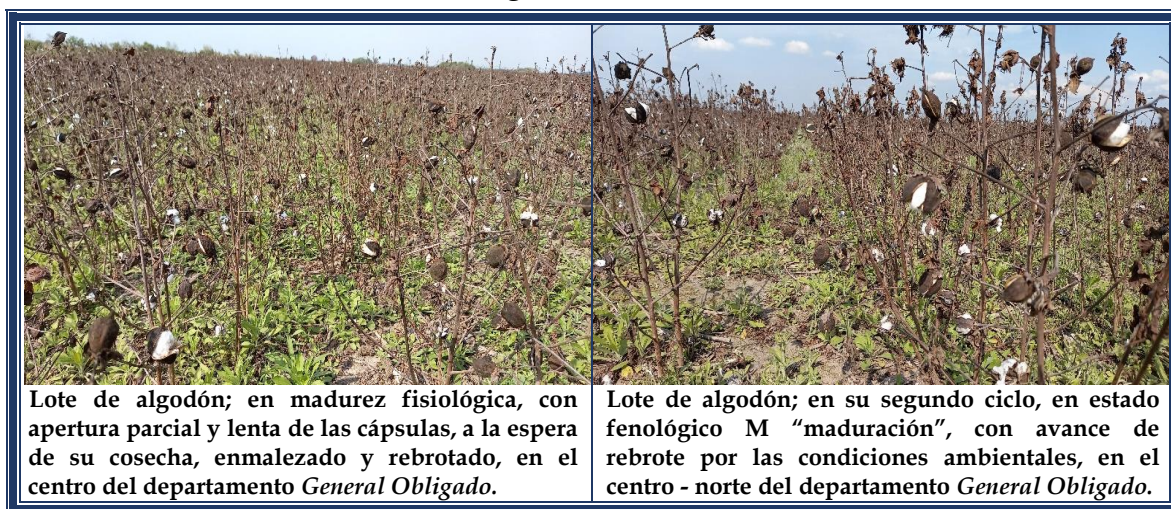 Lote de algodón; en madurez fisiológica, con
apertura parcial y lenta de las cápsulas, a la espera
de su cosecha, enmalezado y rebrotado, en el
centro del departamento General Obligado.
Lote de algodón; en su segundo ciclo, en estado
fenológico M “maduración”, con avance de
rebrote por las condiciones ambientales, en el
centro - norte del departamento General Obligado.